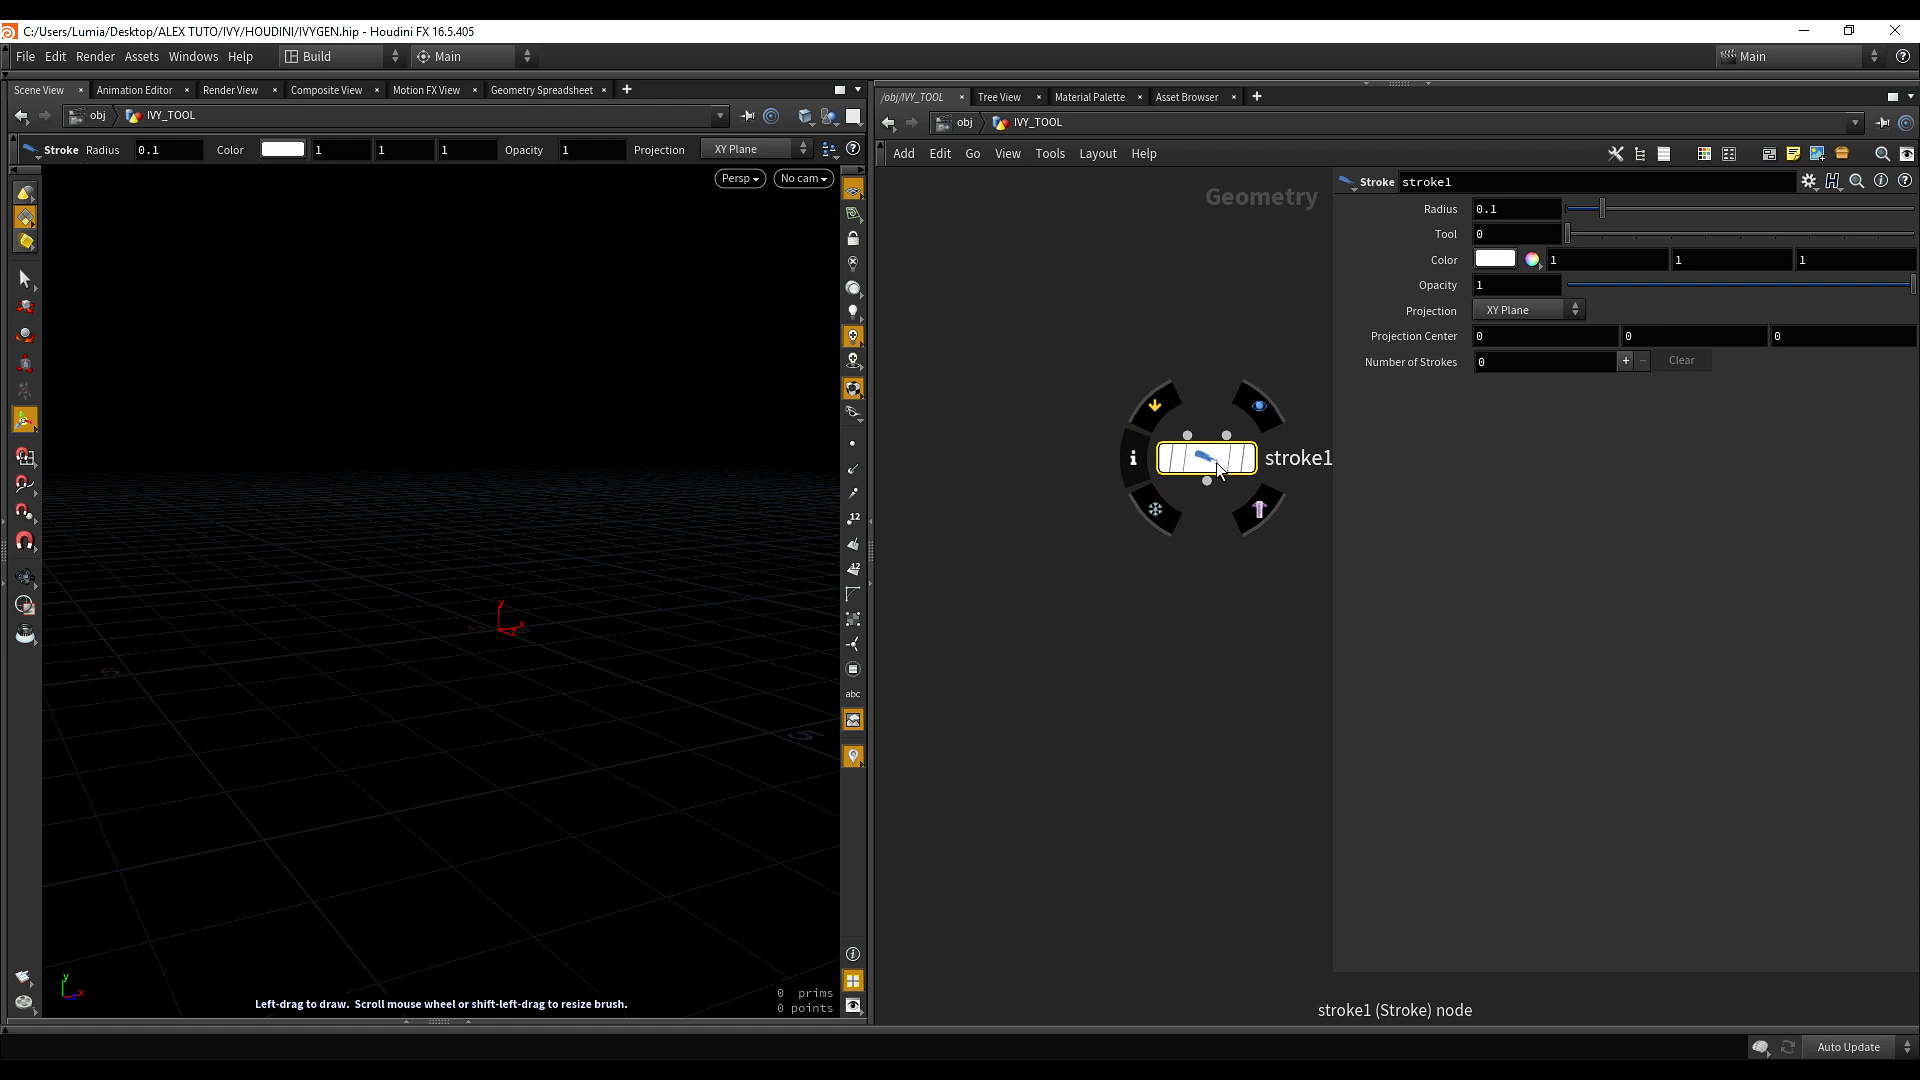 C:/Users/Lumia/Desktop/ALEX TUTO/IVY/HOUDINI/IVYGEN.hip - Houdini FX 16.5.405
File Edit Render Assets Windows Help Build Main Main
Scene View Animation Editor Render View Composite View Motion FX View Geometry Spreadsheet
obj IVY_TOOL
Stroke Radius 0.1 Color 1 1 1 Opacity 1 Projection XY Plane
Persp No cam
y
x
z
12
12
abc
y
x
Left-drag to draw. Scroll mouse wheel or shift-left-drag to resize brush.
0 prims
0 points
/obj/IVY_TOOL Tree View Material Palette Asset Browser
obj IVY_TOOL
Add Edit Go View Tools Layout Help
Geometry
stroke1
Stroke stroke1
Radius 0.1
Tool 0
Color 1 1 1
Opacity 1
Projection XY Plane
Projection Center 0 0 0
Number of Strokes 0 + - Clear
stroke1 (Stroke) node
Auto Update